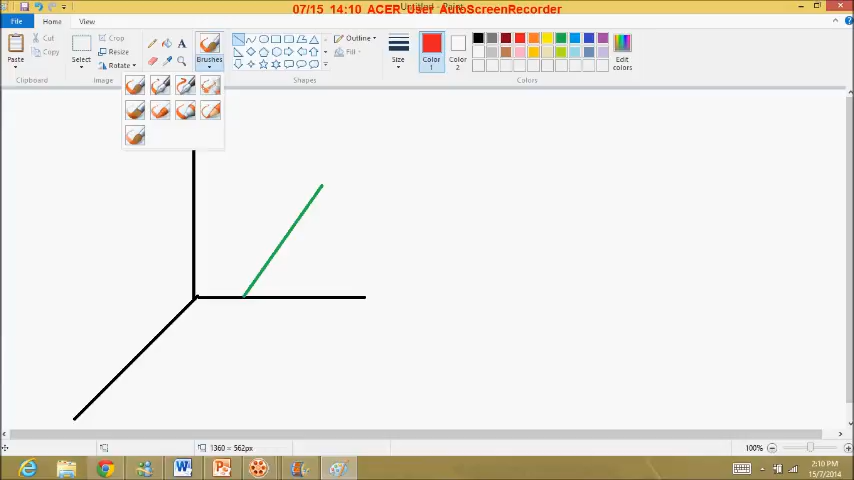 07/15 14:10 ACER User AutoScreenRecorder
Untitled - Paint
File Home View
Cut
Copy
Paste
Clipboard
Select
Crop
Resize
Rotate
Image
A
Brushes
Outline
Fill
Shapes
Size
Color 1
Color 2
Edit colors
Colors
1360 × 562px
100%
2:10 PM
15/7/2014